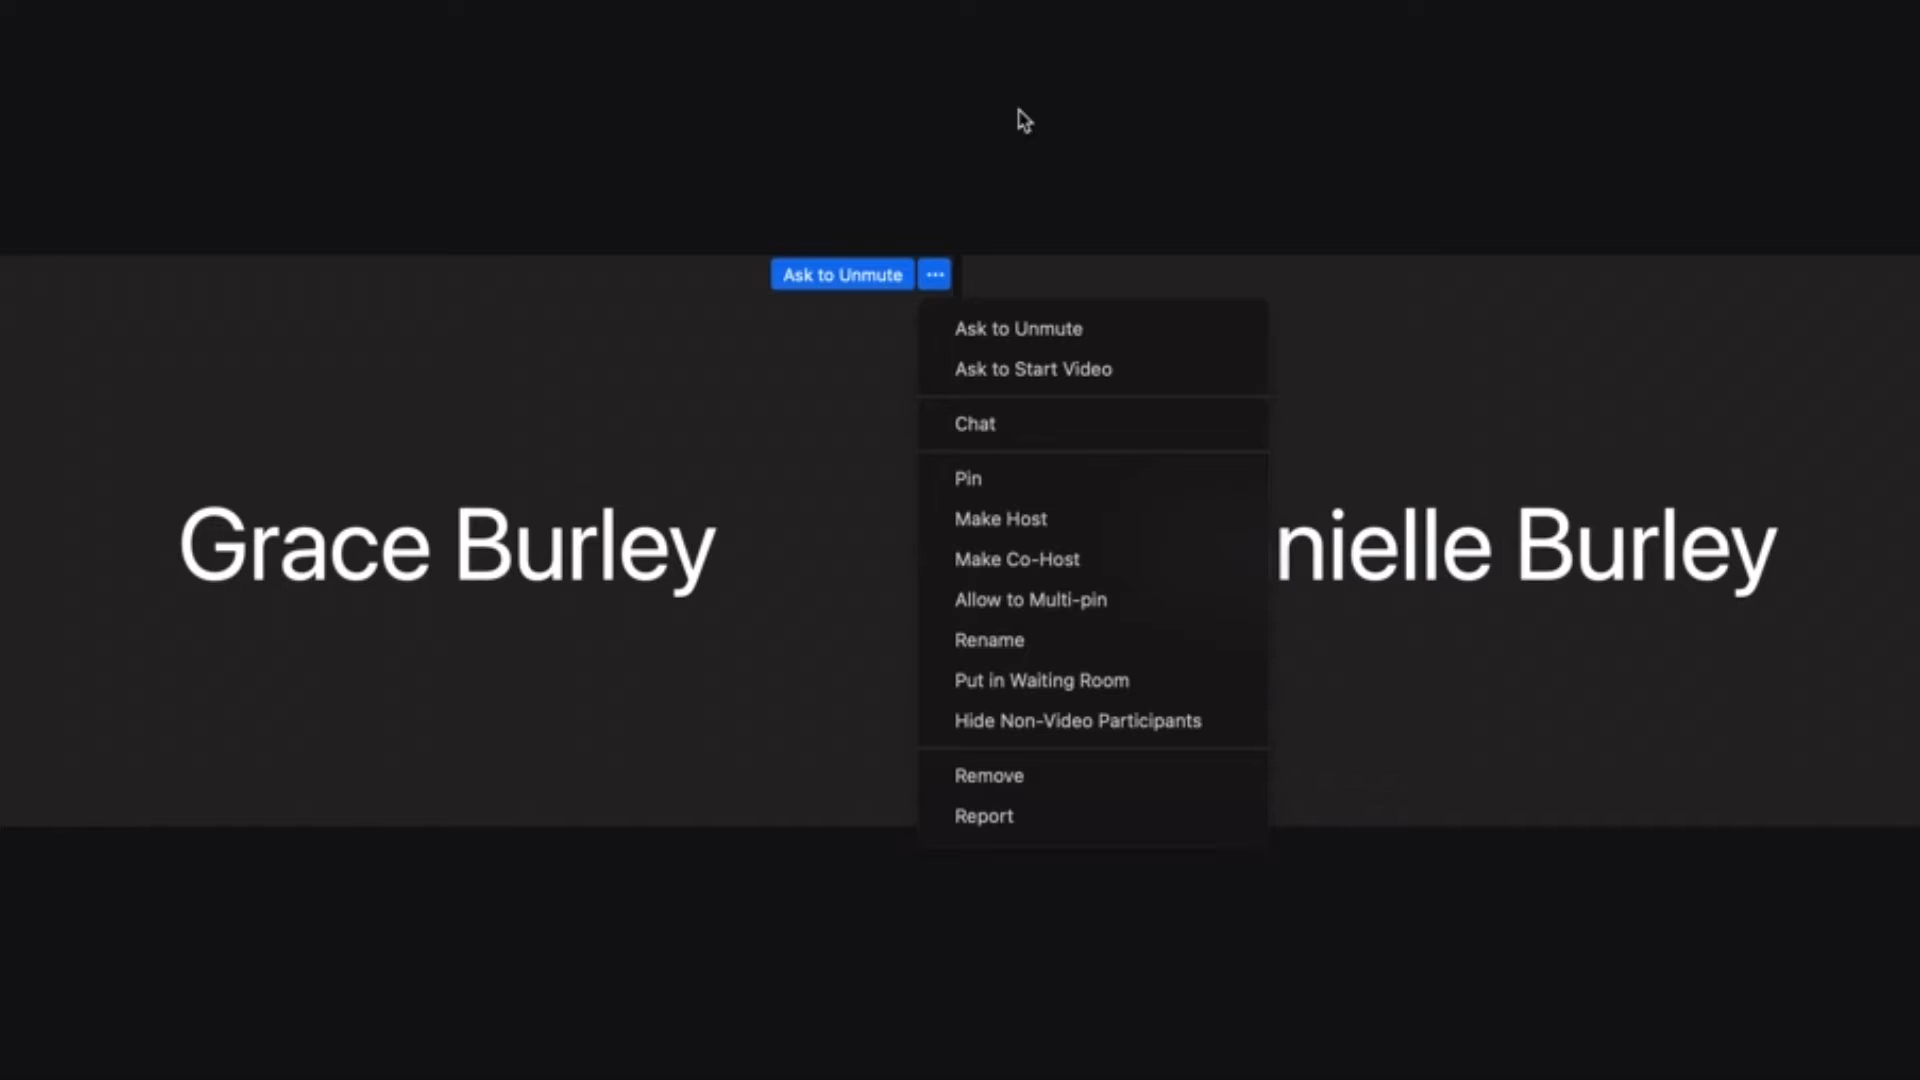 Ask to Unmute
Ask to Unmute
Ask to Start Video
Chat
Pin
Make Host
Grace Burley
nielle Burley
Make Co-Host
Allow to Multi-pin
Rename
Put in Waiting Room
Hide Non-Video Participants
Remove
Report